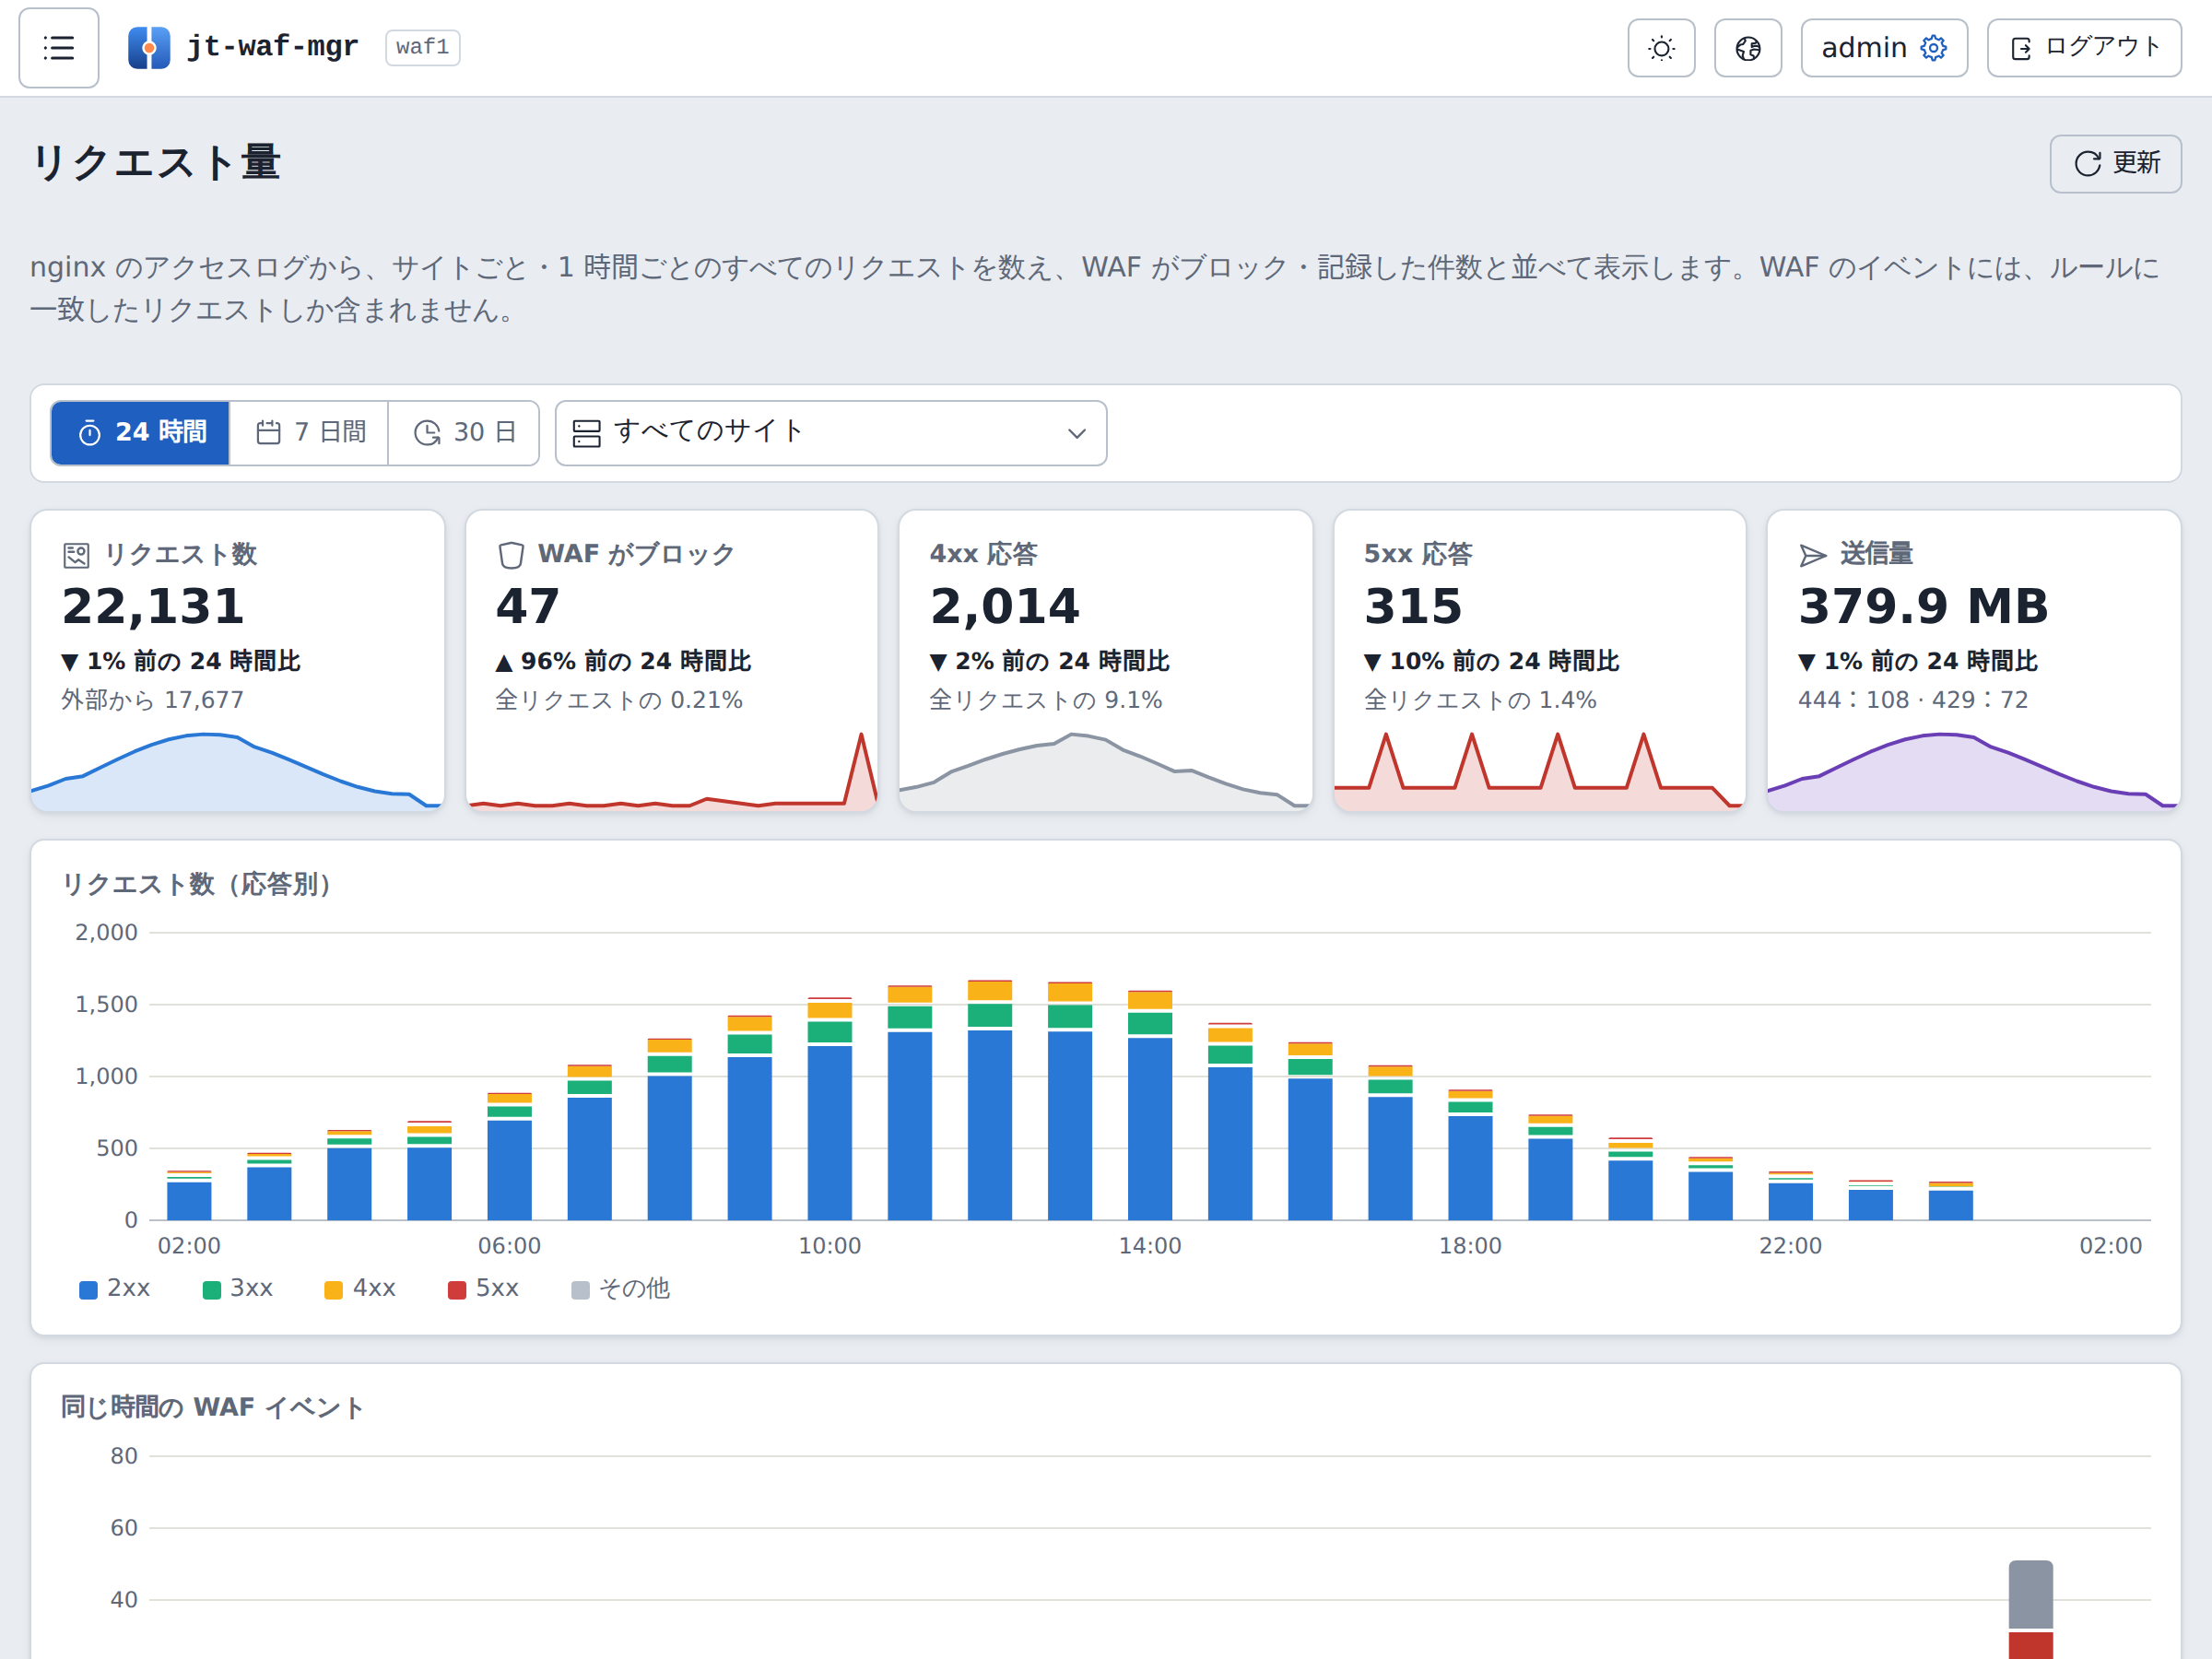 jt-waf-mgr
waf1
admin
ログアウト
リクエスト量
更新
nginx のアクセスログから、サイトごと・1 時間ごとのすべてのリクエストを数え、WAF がブロック・記録した件数と並べて表示します。WAF のイベントには、ルールに
一致したリクエストしか含まれません。
24 時間
7 日間
30 日
すべてのサイト
リクエスト数
22,131
▼ 1% 前の 24 時間比
外部から 17,677
WAF がブロック
47
▲ 96% 前の 24 時間比
全リクエストの 0.21%
4xx 応答
2,014
▼ 2% 前の 24 時間比
全リクエストの 9.1%
5xx 応答
315
▼ 10% 前の 24 時間比
全リクエストの 1.4%
送信量
379.9 MB
▼ 1% 前の 24 時間比
444：108 · 429：72
リクエスト数（応答別）
2,000
1,500
1,000
500
0
02:00 06:00 10:00 14:00 18:00 22:00 02:00
2xx 3xx 4xx 5xx その他
同じ時間の WAF イベント
80
60
40